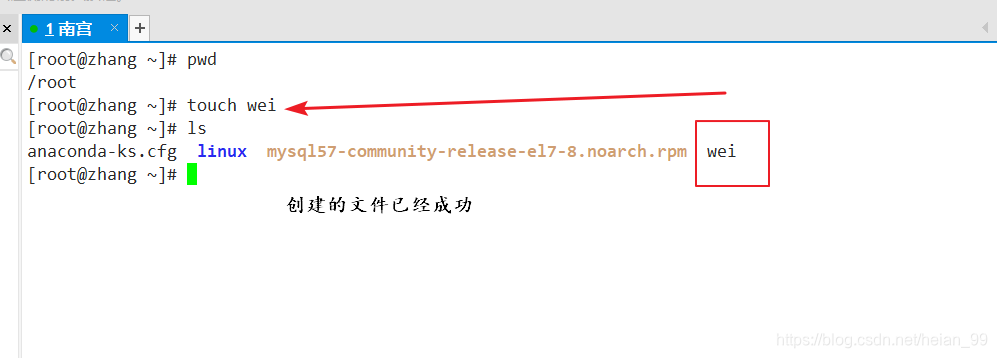 1 南宫
[root@zhang ~]# pwd
/root
[root@zhang ~]# touch wei
[root@zhang ~]# ls
anaconda-ks.cfg linux mysql57-community-release-el7-8.noarch.rpm wei
[root@zhang ~]#
创建的文件已经成功
https://blog.csdn.net/heian_99